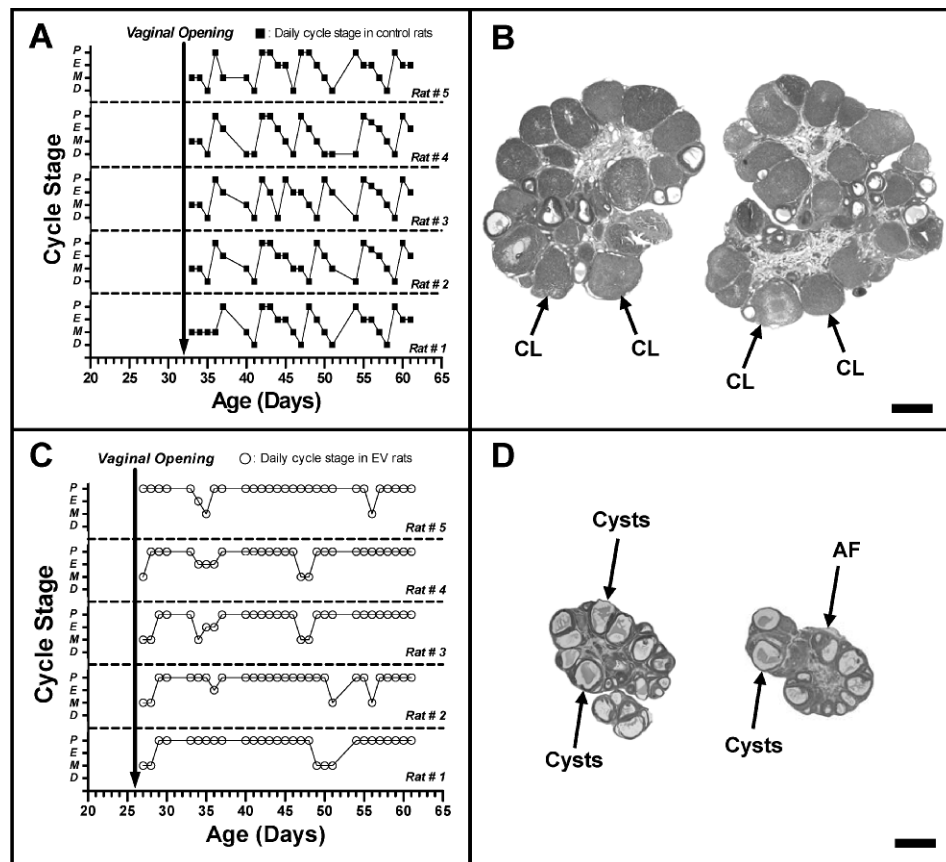 A
Vaginal Opening
■ : Daily cycle stage in control rats
Cycle Stage
P
E
M
D
Rat # 5
P
E
M
D
Rat # 4
P
E
M
D
Rat # 3
P
E
M
D
Rat # 2
P
E
M
D
Rat # 1
20 25 30 35 40 45 50 55 60 65
Age (Days)
B
CL
CL
CL
CL
C
Vaginal Opening
○ : Daily cycle stage in EV rats
Cycle Stage
P
E
M
D
Rat # 5
P
E
M
D
Rat # 4
P
E
M
D
Rat # 3
P
E
M
D
Rat # 2
P
E
M
D
Rat # 1
20 25 30 35 40 45 50 55 60 65
Age (Days)
D
Cysts
AF
Cysts
Cysts